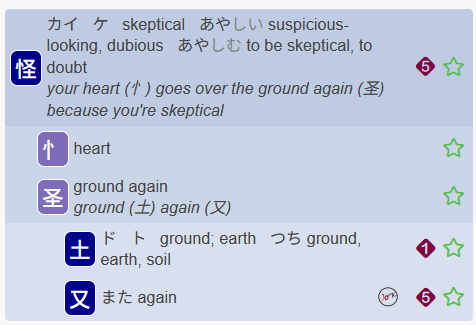 カイ ケ skeptical あやしい suspicious-
looking, dubious あやしむ to be skeptical, to
怪 doubt 5
your heart (忄) goes over the ground again (圣)
because you're skeptical
忄 heart
圣 ground again
ground (土) again (又)
土 ド ト ground; earth つち ground, 1
earth, soil
又 また again 5